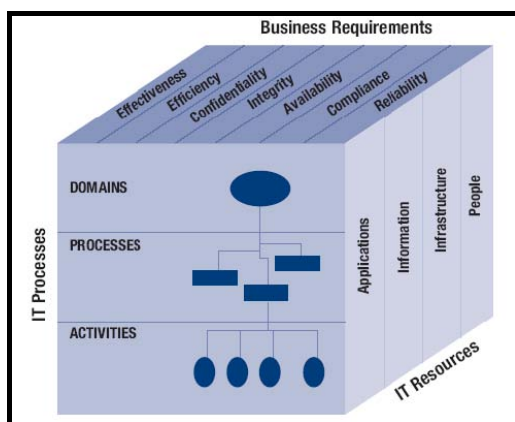 Business Requirements
Effectiveness
Efficiency
Confidentiality
Integrity
Availability
Compliance
Reliability
IT Processes
DOMAINS
PROCESSES
ACTIVITIES
Applications
Information
Infrastructure
People
IT Resources